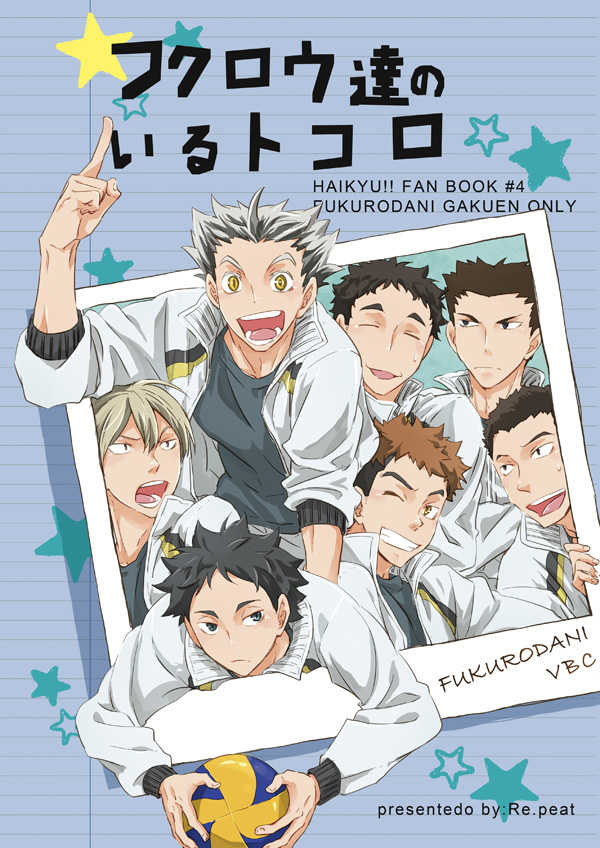 フクロウ達の
いるトコロ
HAIKYU!! FAN BOOK #4
FUKURODANI GAKUEN ONLY
FUKURODANI
VBC
presentedo by:Re.peat